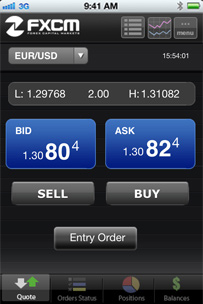 3G 9:41 AM
FXCM
FOREX CAPITAL MARKETS
menu
EUR/USD 15:54:01
L: 1.29768 2.00 H:1.31082
BID ASK
1.30 80 4 1.30 82 4
SELL BUY
Entry Order
Quote Orders Status Positions Balances